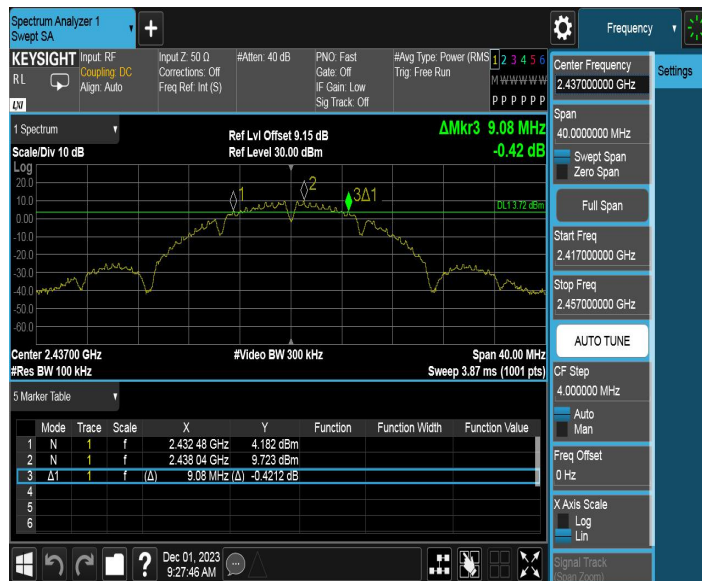 Spectrum Analyzer 1
Swept SA
+
Frequency
KEYSIGHT
RL
LXI
Input: RF
Coupling: DC
Align: Auto
Input Z: 50 Ω
Corrections: Off
Freq Ref: Int (S)
#Atten: 40 dB
PNO: Fast
Gate: Off
IF Gain: Low
Sig Track: Off
#Avg Type: Power (RMS
Trig: Free Run
1 2 3 4 5 6
M W W W W W
P P P P P P
Center Frequency
2.437000000 GHz
Settings
Span
40.0000000 MHz
Swept Span
Zero Span
Full Span
Start Freq
2.417000000 GHz
Stop Freq
2.457000000 GHz
AUTO TUNE
CF Step
4.000000 MHz
Auto
Man
Freq Offset
0 Hz
X Axis Scale
Log
Lin
Signal Track
(Span Zoom)
1 Spectrum
Scale/Div 10 dB
Ref Lvl Offset 9.15 dB
Ref Level 30.00 dBm
ΔMkr3 9.08 MHz
-0.42 dB
Log
20.0
10.0
0.00
-10.0
-20.0
-30.0
-40.0
-50.0
-60.0
1
2
3Δ1
DL1 3.72 dBm
Center 2.43700 GHz
#Video BW 300 kHz
Span 40.00 MHz
#Res BW 100 kHz
Sweep 3.87 ms (1001 pts)
5 Marker Table
Mode Trace Scale X Y Function Function Width Function Value
1 N 1 f 2.432 48 GHz 4.182 dBm
2 N 1 f 2.438 04 GHz 9.723 dBm
3 Δ1 1 f (Δ) 9.08 MHz (Δ) -0.4212 dB
4
5
6
?
Dec 01, 2023
9:27:46 AM